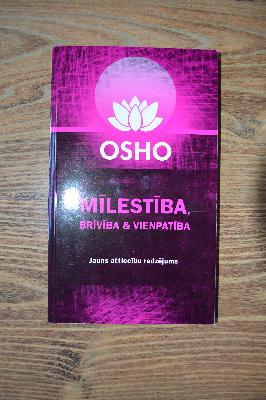 OSHO
MĪLESTĪBA,
BRĪVĪBA & VIENPATĪBA
Jauns attiecību redzējums